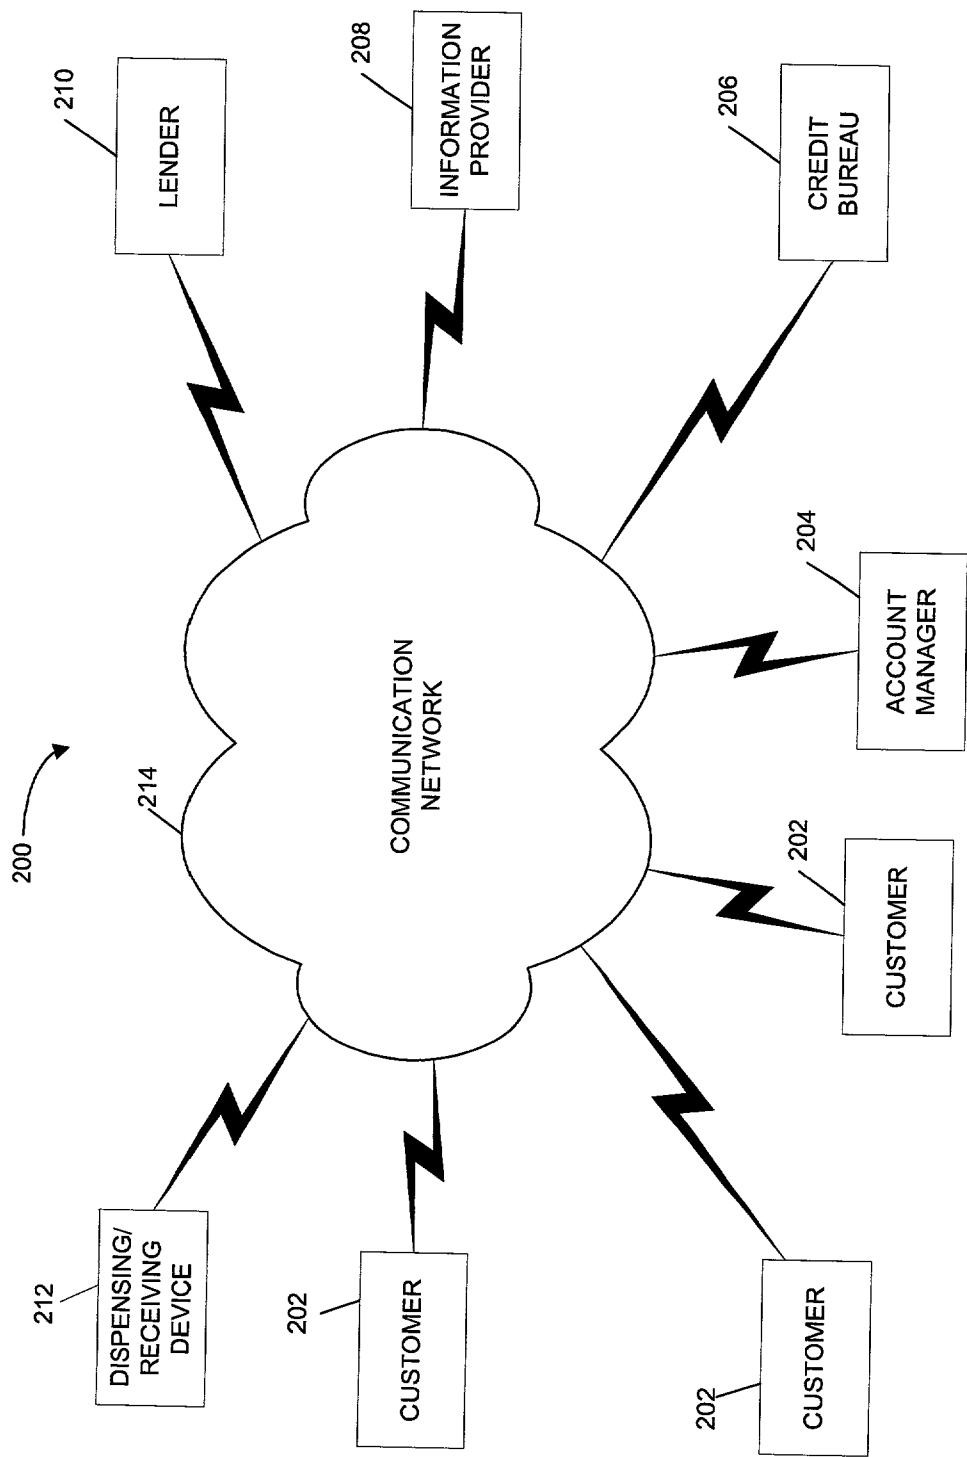 200
212
DISPENSING/
RECEIVING
DEVICE
214
210
LENDER
202
CUSTOMER
COMMUNICATION
NETWORK
208
INFORMATION
PROVIDER
202
CUSTOMER
202
CUSTOMER
204
ACCOUNT
MANAGER
206
CREDIT
BUREAU